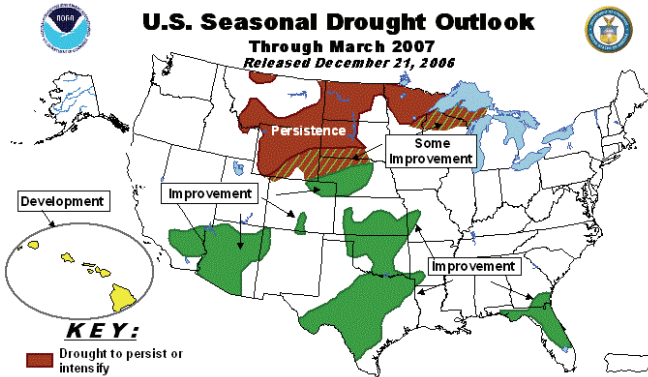 U.S. Seasonal Drought Outlook
Through March 2007
Released December 21, 2006
NOAA
Persistence
Some
Improvement
Improvement
Development
Improvement
KEY:
Drought to persist or
intensify